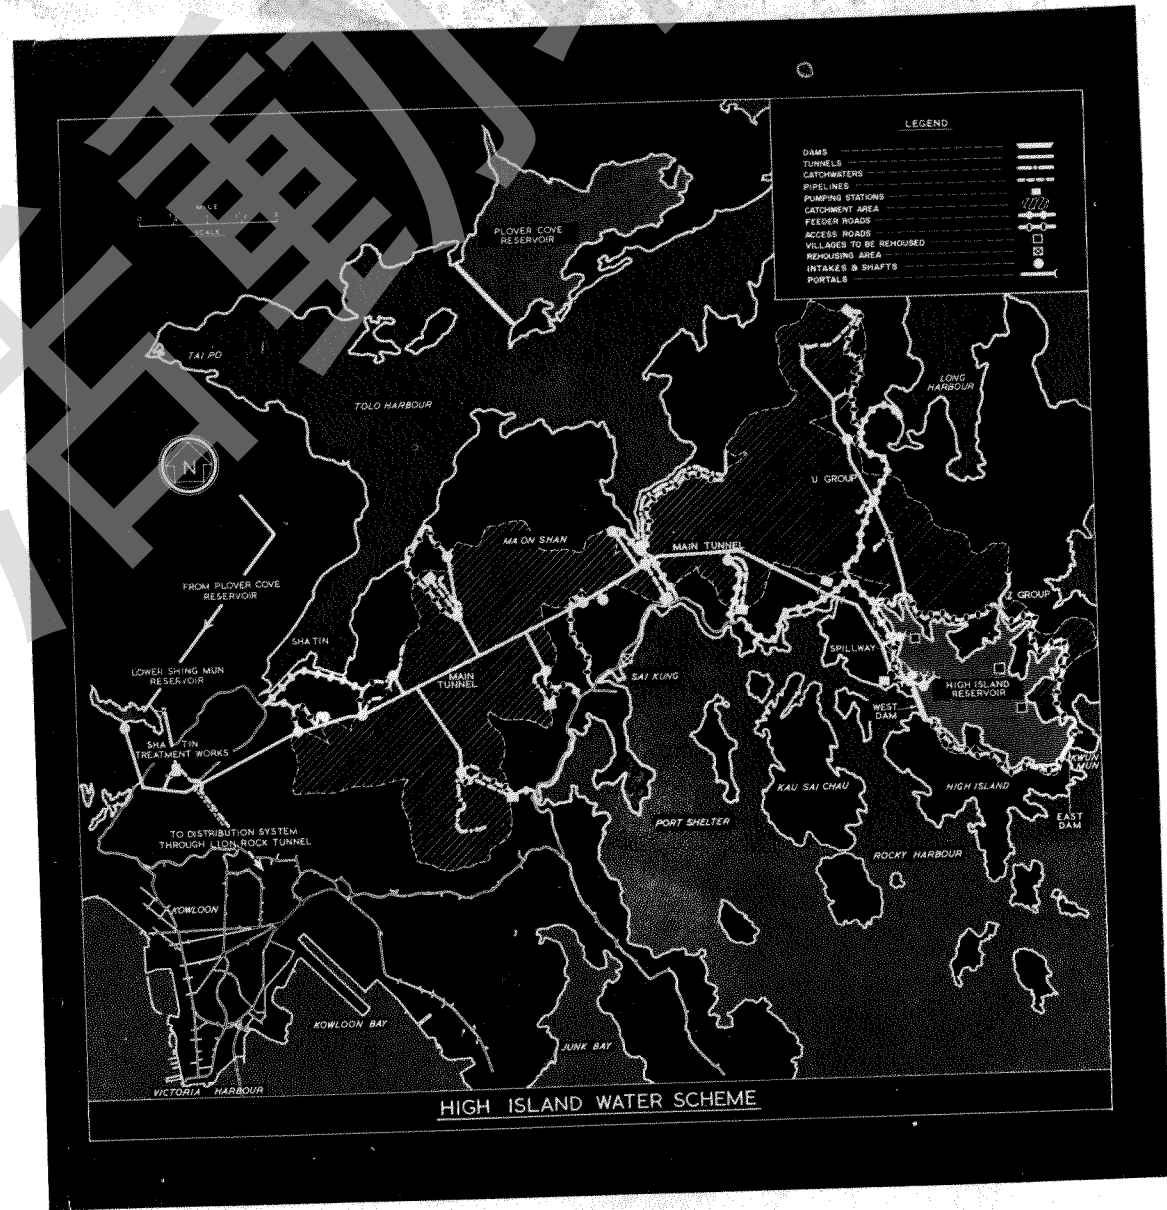 LEGEND
DAMS
TUNNELS
CATCHWATERS
PIPELINES
PUMPING STATIONS
CATCHMENT AREA
FEEDER ROADS
ACCESS ROADS
VILLAGES TO BE REHOUSED
REHOUSING AREA
INTAKES & SHAFTS
PORTALS
MILE
SCALE
PLOVER COVE
RESERVOIR
TAI PO
TOLO HARBOUR
LONG
HARBOUR
N
U GROUP
MA ON SHAN
MAIN TUNNEL
FROM PLOVER COVE
RESERVOIR
Z GROUP
SHA TIN
SPILLWAY
LOWER SHING MUN
RESERVOIR
MAIN
TUNNEL
SAI KUNG
HIGH ISLAND
RESERVOIR
WEST
DAM
SHA TIN
TREATMENT WORKS
KWUN
MUN
KAU SAI CHAU
HIGH ISLAND
PORT SHELTER
EAST
DAM
TO DISTRIBUTION SYSTEM
THROUGH LION ROCK TUNNEL
ROCKY HARBOUR
KOWLOON
KOWLOON BAY
JUNK BAY
VICTORIA HARBOUR
HIGH ISLAND WATER SCHEME